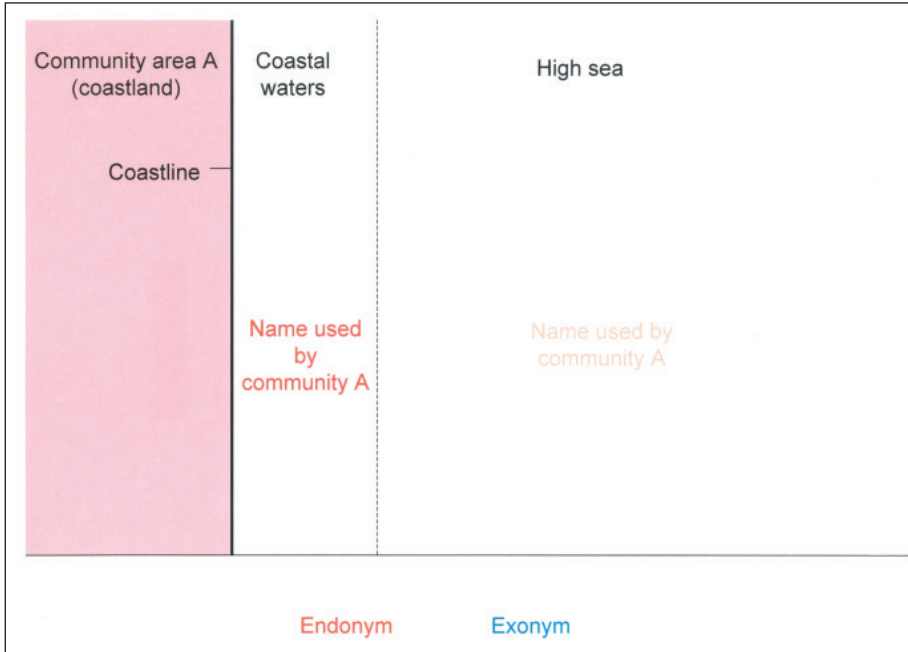 Community area A
(coastland)
Coastal
waters
High sea
Coastline
Name used
by
community A
Name used by
community A
Endonym
Exonym